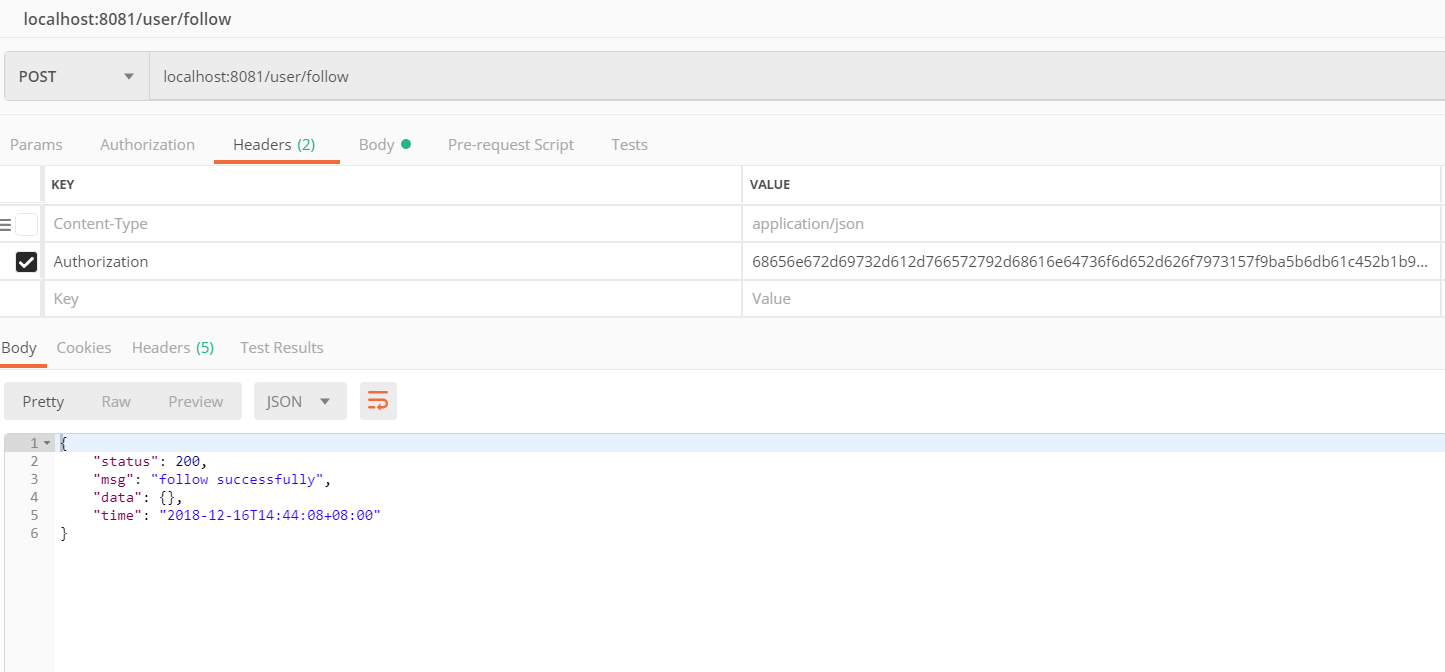 localhost:8081/user/follow
POST localhost:8081/user/follow
Params Authorization Headers (2) Body Pre-request Script Tests
KEY VALUE
Content-Type application/json
Authorization 68656e672d69732d612d766572792d68616e64736f6d652d626f7973157f9ba5b6db61c452b1b9...
Key Value
Body Cookies Headers (5) Test Results
Pretty Raw Preview JSON
1 {
2 "status": 200,
3 "msg": "follow successfully",
4 "data": {},
5 "time": "2018-12-16T14:44:08+08:00"
6 }